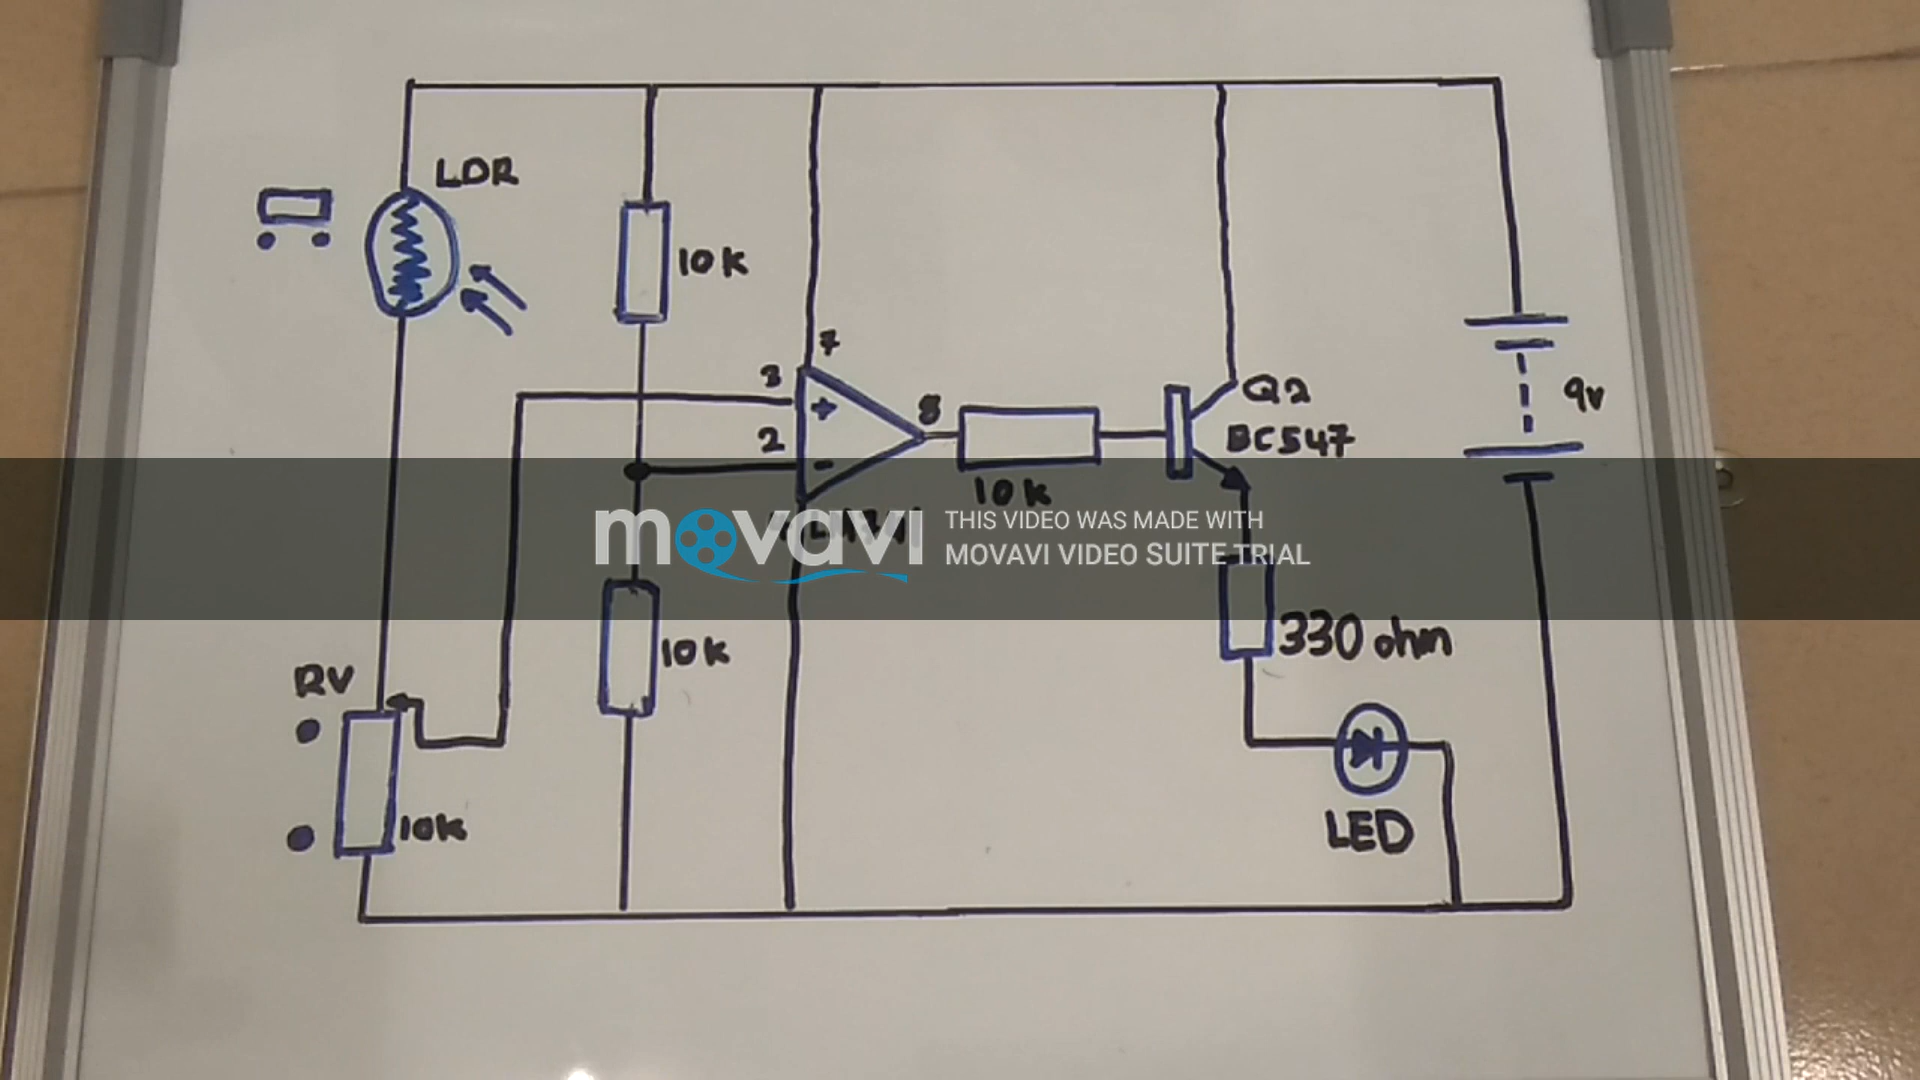 LDR
10k
7
3
+
2
-
8
10k
Q2
BC547
9v
movavi
THIS VIDEO WAS MADE WITH
MOVAVI VIDEO SUITE TRIAL
330 ohm
10k
RV
10k
LED